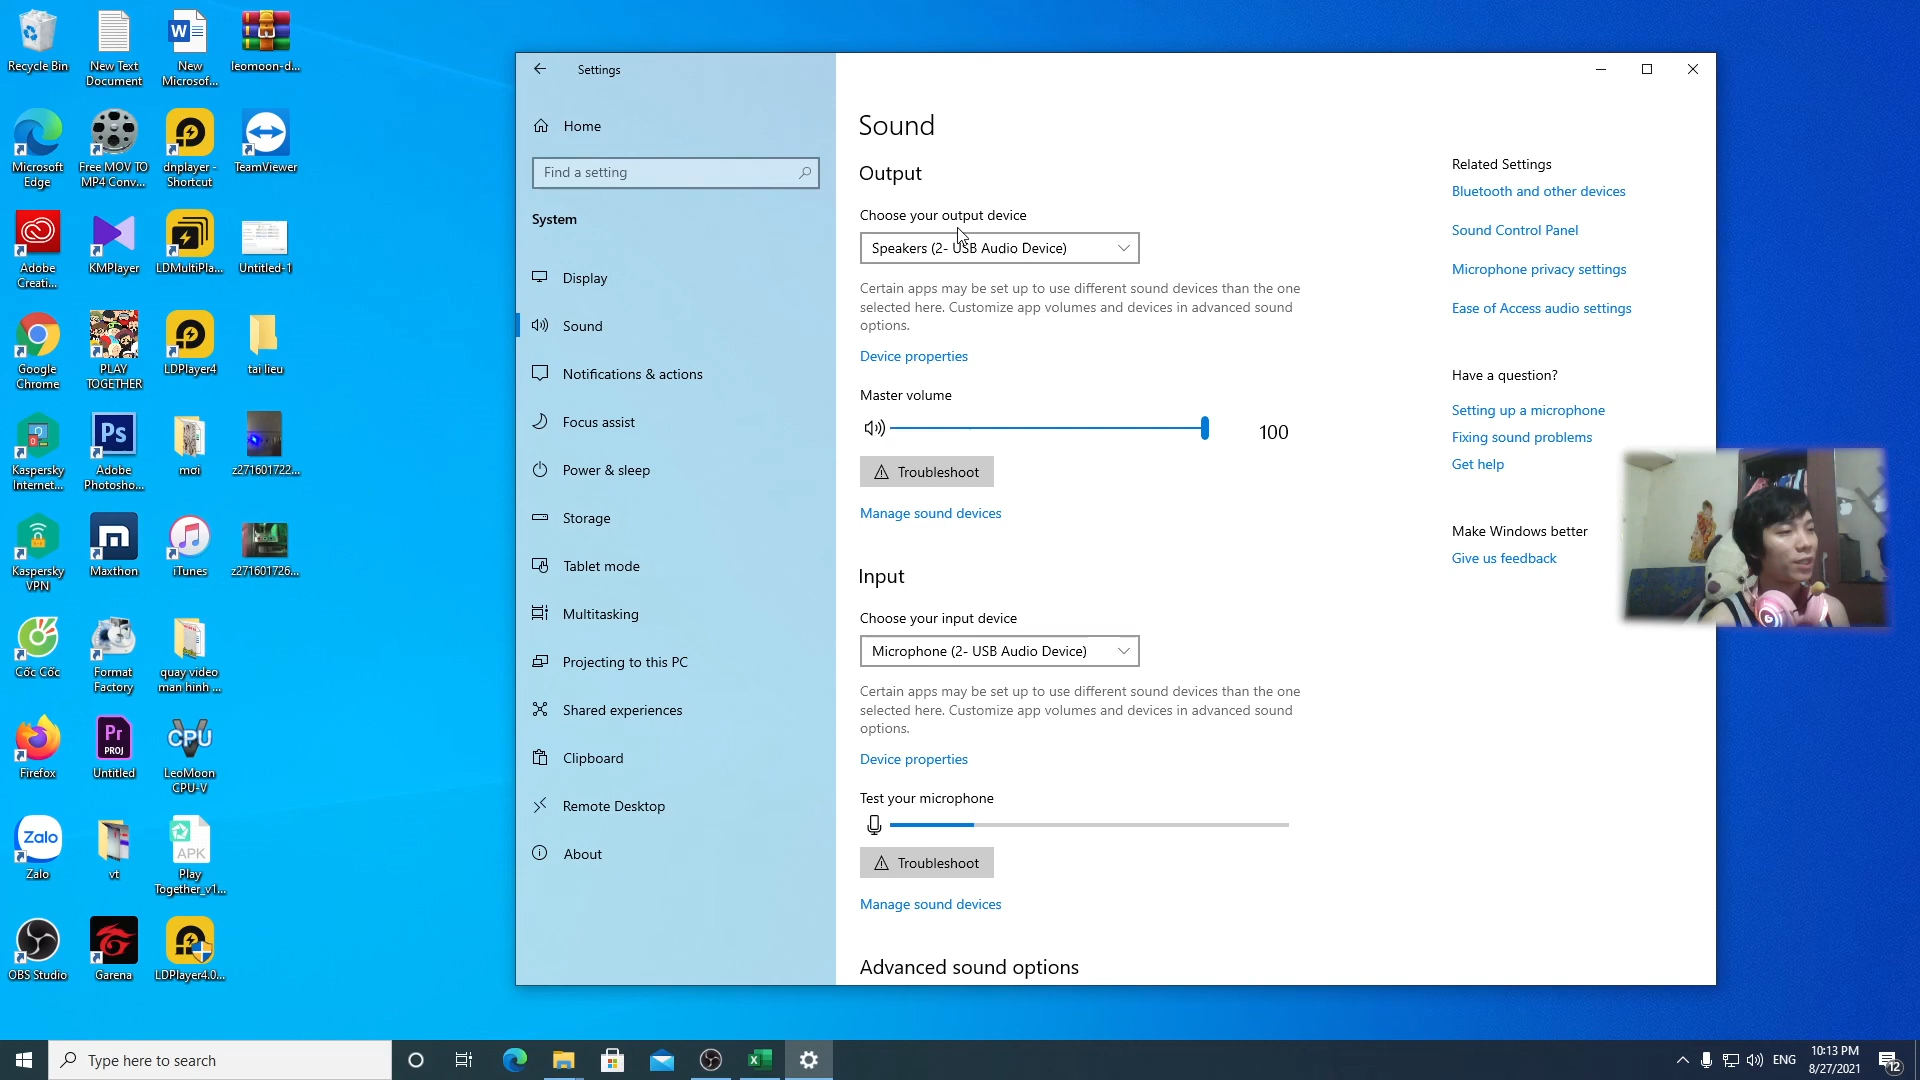 Recycle Bin
New Text
Document
New
Microsof...
leomoon-d...
Microsoft
Edge
Free MOV TO
MP4 Conv...
dnplayer -
Shortcut
TeamViewer
Adobe
Creati...
KMPlayer
LDMultiPla...
Untitled-1
Google
Chrome
PLAY
TOGETHER
LDPlayer4
tai lieu
Kaspersky
Internet...
Ps
Adobe
Photosho...
mơi
z271601722...
Kaspersky
VPN
Maxthon
iTunes
z271601726...
Cốc Cốc
Format
Factory
quay video
man hinh ...
Firefox
Pr
PROJ
Untitled
CPU
LeoMoon
CPU-V
Zalo
Zalo
vt
APK
Play
Together_v1...
OBS Studio
Garena
LDPlayer4.0...
Settings
Home
Find a setting
System
Display
Sound
Notifications & actions
Focus assist
Power & sleep
Storage
Tablet mode
Multitasking
Projecting to this PC
Shared experiences
Clipboard
Remote Desktop
About
Sound
Output
Choose your output device
Speakers (2- USB Audio Device)
Certain apps may be set up to use different sound devices than the one
selected here. Customize app volumes and devices in advanced sound
options.
Device properties
Master volume
100
Troubleshoot
Manage sound devices
Input
Choose your input device
Microphone (2- USB Audio Device)
Certain apps may be set up to use different sound devices than the one
selected here. Customize app volumes and devices in advanced sound
options.
Device properties
Test your microphone
Troubleshoot
Manage sound devices
Advanced sound options
Related Settings
Bluetooth and other devices
Sound Control Panel
Microphone privacy settings
Ease of Access audio settings
Have a question?
Setting up a microphone
Fixing sound problems
Get help
Make Windows better
Give us feedback
Type here to search
ENG
10:13 PM
8/27/2021
12